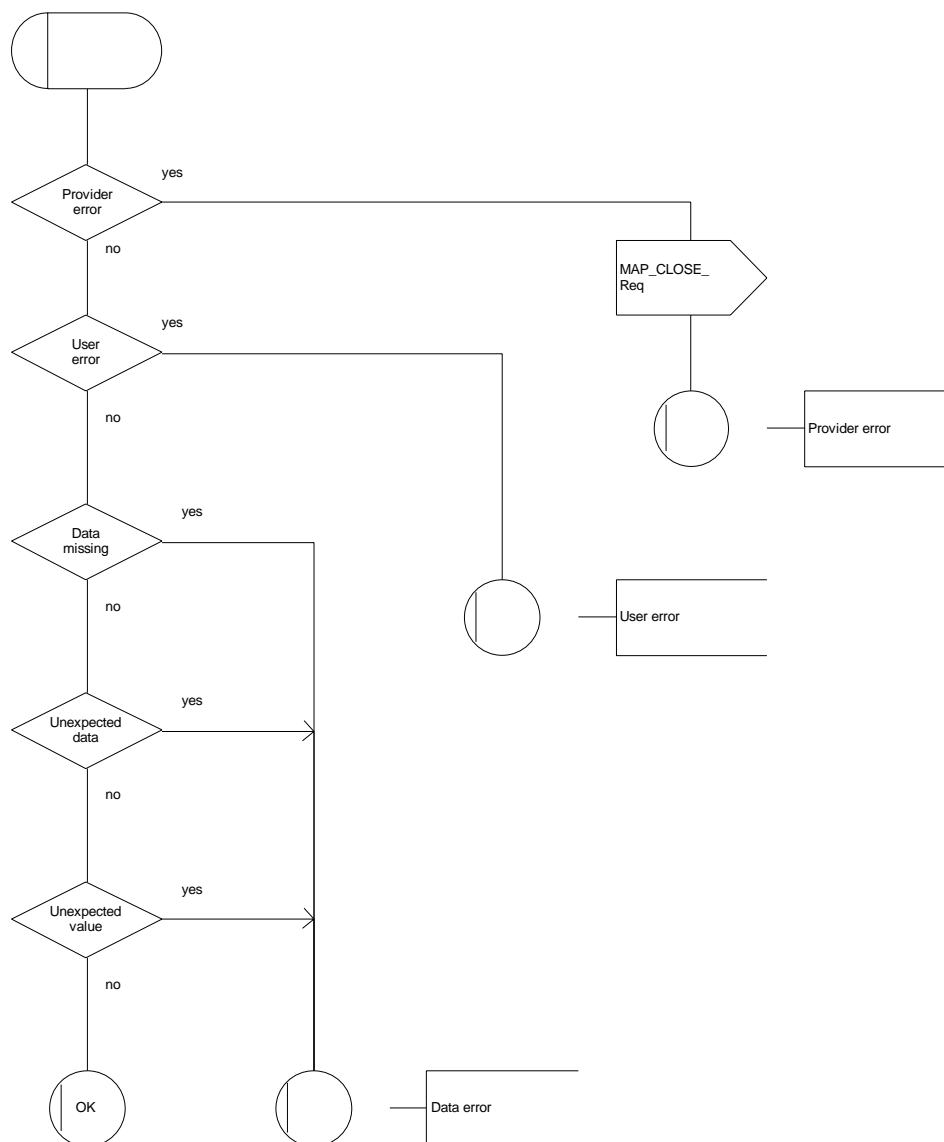 yes
Provider
error
no
MAP_CLOSE_
Req
yes
User
error
no
Provider error
yes
Data
missing
no
User error
yes
Unexpected
data
no
yes
Unexpected
value
no
OK
Data error